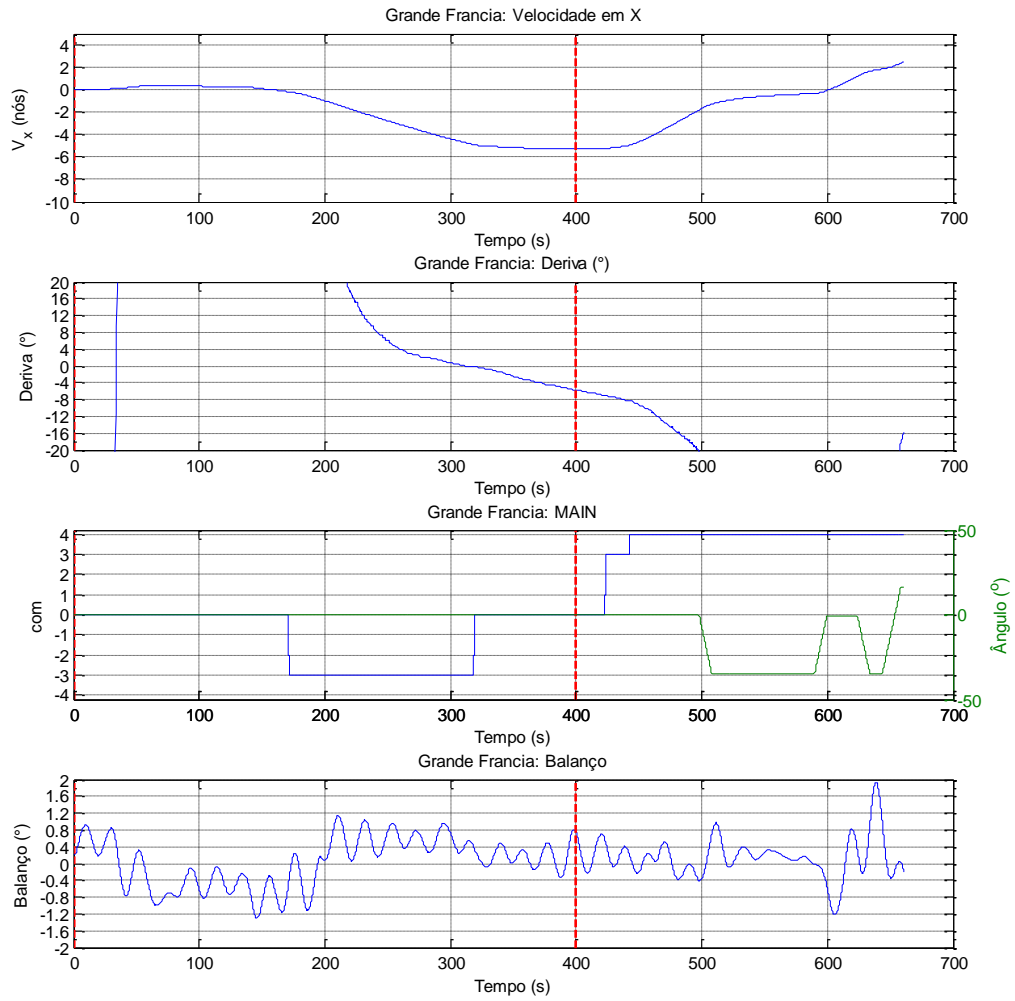 Grande Francia: Velocidade em X
4
2
0
-2
-4
-6
-8
-10
V_x (nós)
0 100 200 300 400 500 600 700
Tempo (s)
Grande Francia: Deriva (°)
20
16
12
8
4
0
-4
-8
-12
-16
-20
Deriva (°)
0 100 200 300 400 500 600 700
Tempo (s)
Grande Francia: MAIN
4
3
2
1
0
-1
-2
-3
-4
com
50
0
-50
Ângulo (º)
0 100 200 300 400 500 600 700
Tempo (s)
Grande Francia: Balanço
2
1.6
1.2
0.8
0.4
0
-0.4
-0.8
-1.2
-1.6
-2
Balanço (°)
0 100 200 300 400 500 600 700
Tempo (s)